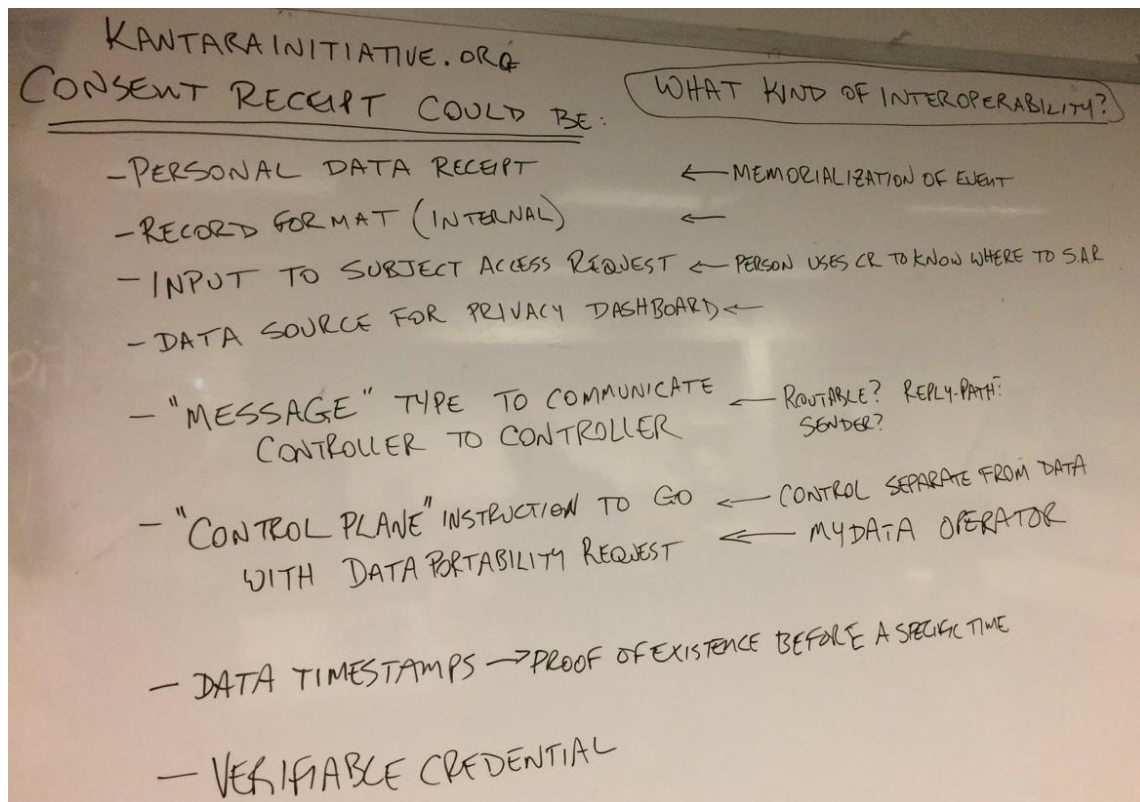 KANTARAINITIATIVE.ORG
CONSENT RECEIPT COULD BE:
WHAT KIND OF INTEROPERABILITY?
- PERSONAL DATA RECEIPT ← MEMORIALIZATION OF EVENT
- RECORD FORMAT (INTERNAL) ←
- INPUT TO SUBJECT ACCESS REQUEST ← PERSON USES CR TO KNOW WHERE TO SAR
- DATA SOURCE FOR PRIVACY DASHBOARD ←
- "MESSAGE" TYPE TO COMMUNICATE ← ROUTABLE? REPLY-PATH?
CONTROLLER TO CONTROLLER SENDER?
- "CONTROL PLANE" INSTRUCTION TO GO ← CONTROL SEPARATE FROM DATA
WITH DATA PORTABILITY REQUEST ← MYDATA OPERATOR
- DATA TIMESTAMPS → PROOF OF EXISTENCE BEFORE A SPECIFIC TIME
- VERIFIABLE CREDENTIAL